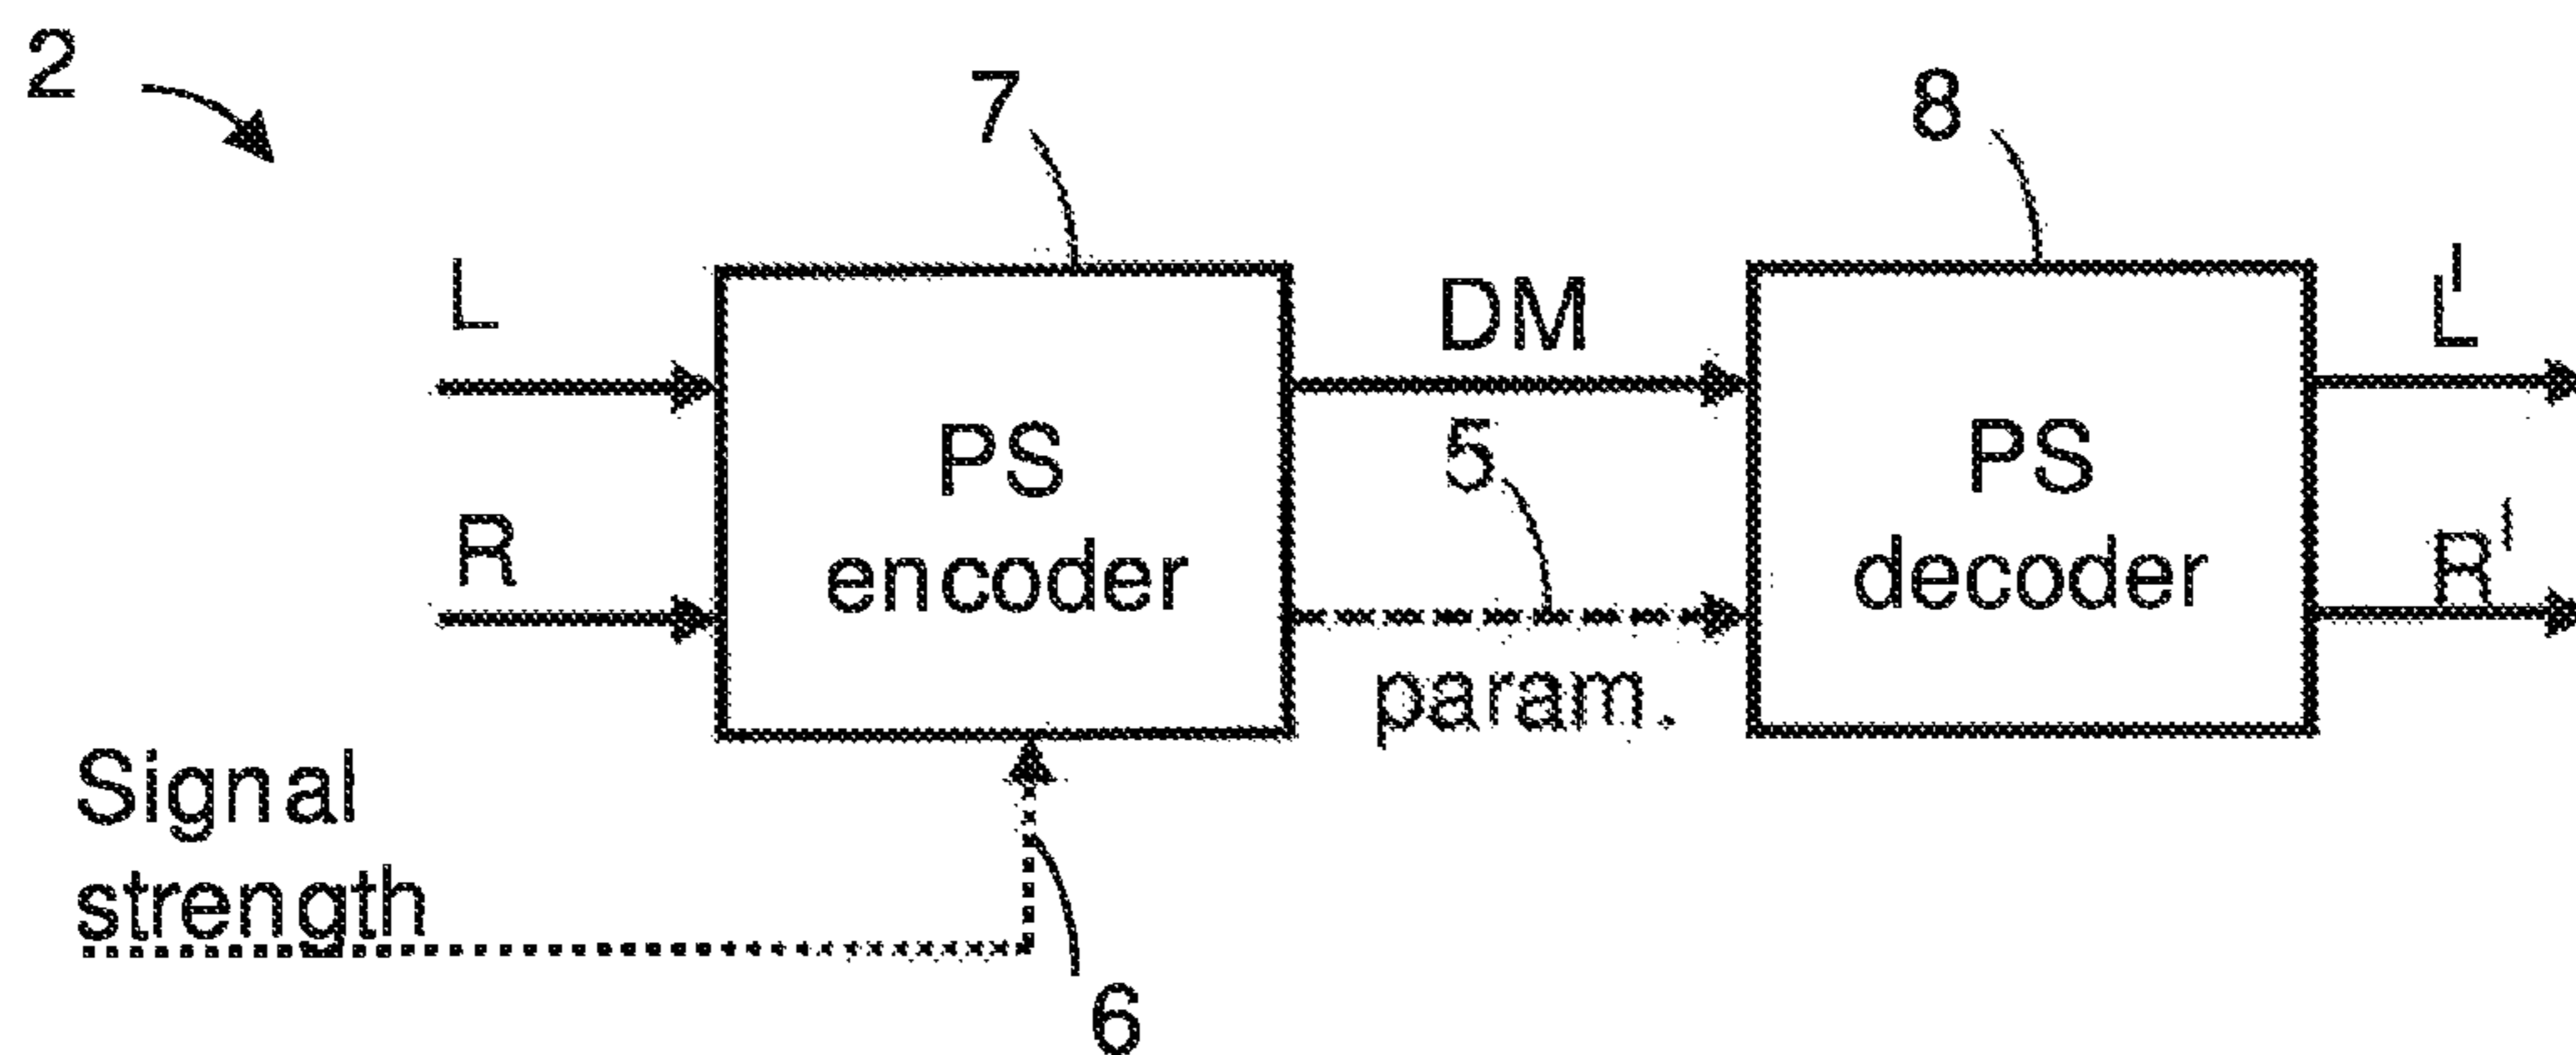 2
7
8
L
DM
L'
PS
encoder
5
PS
decoder
R
R'
param.
Signal
strength
6